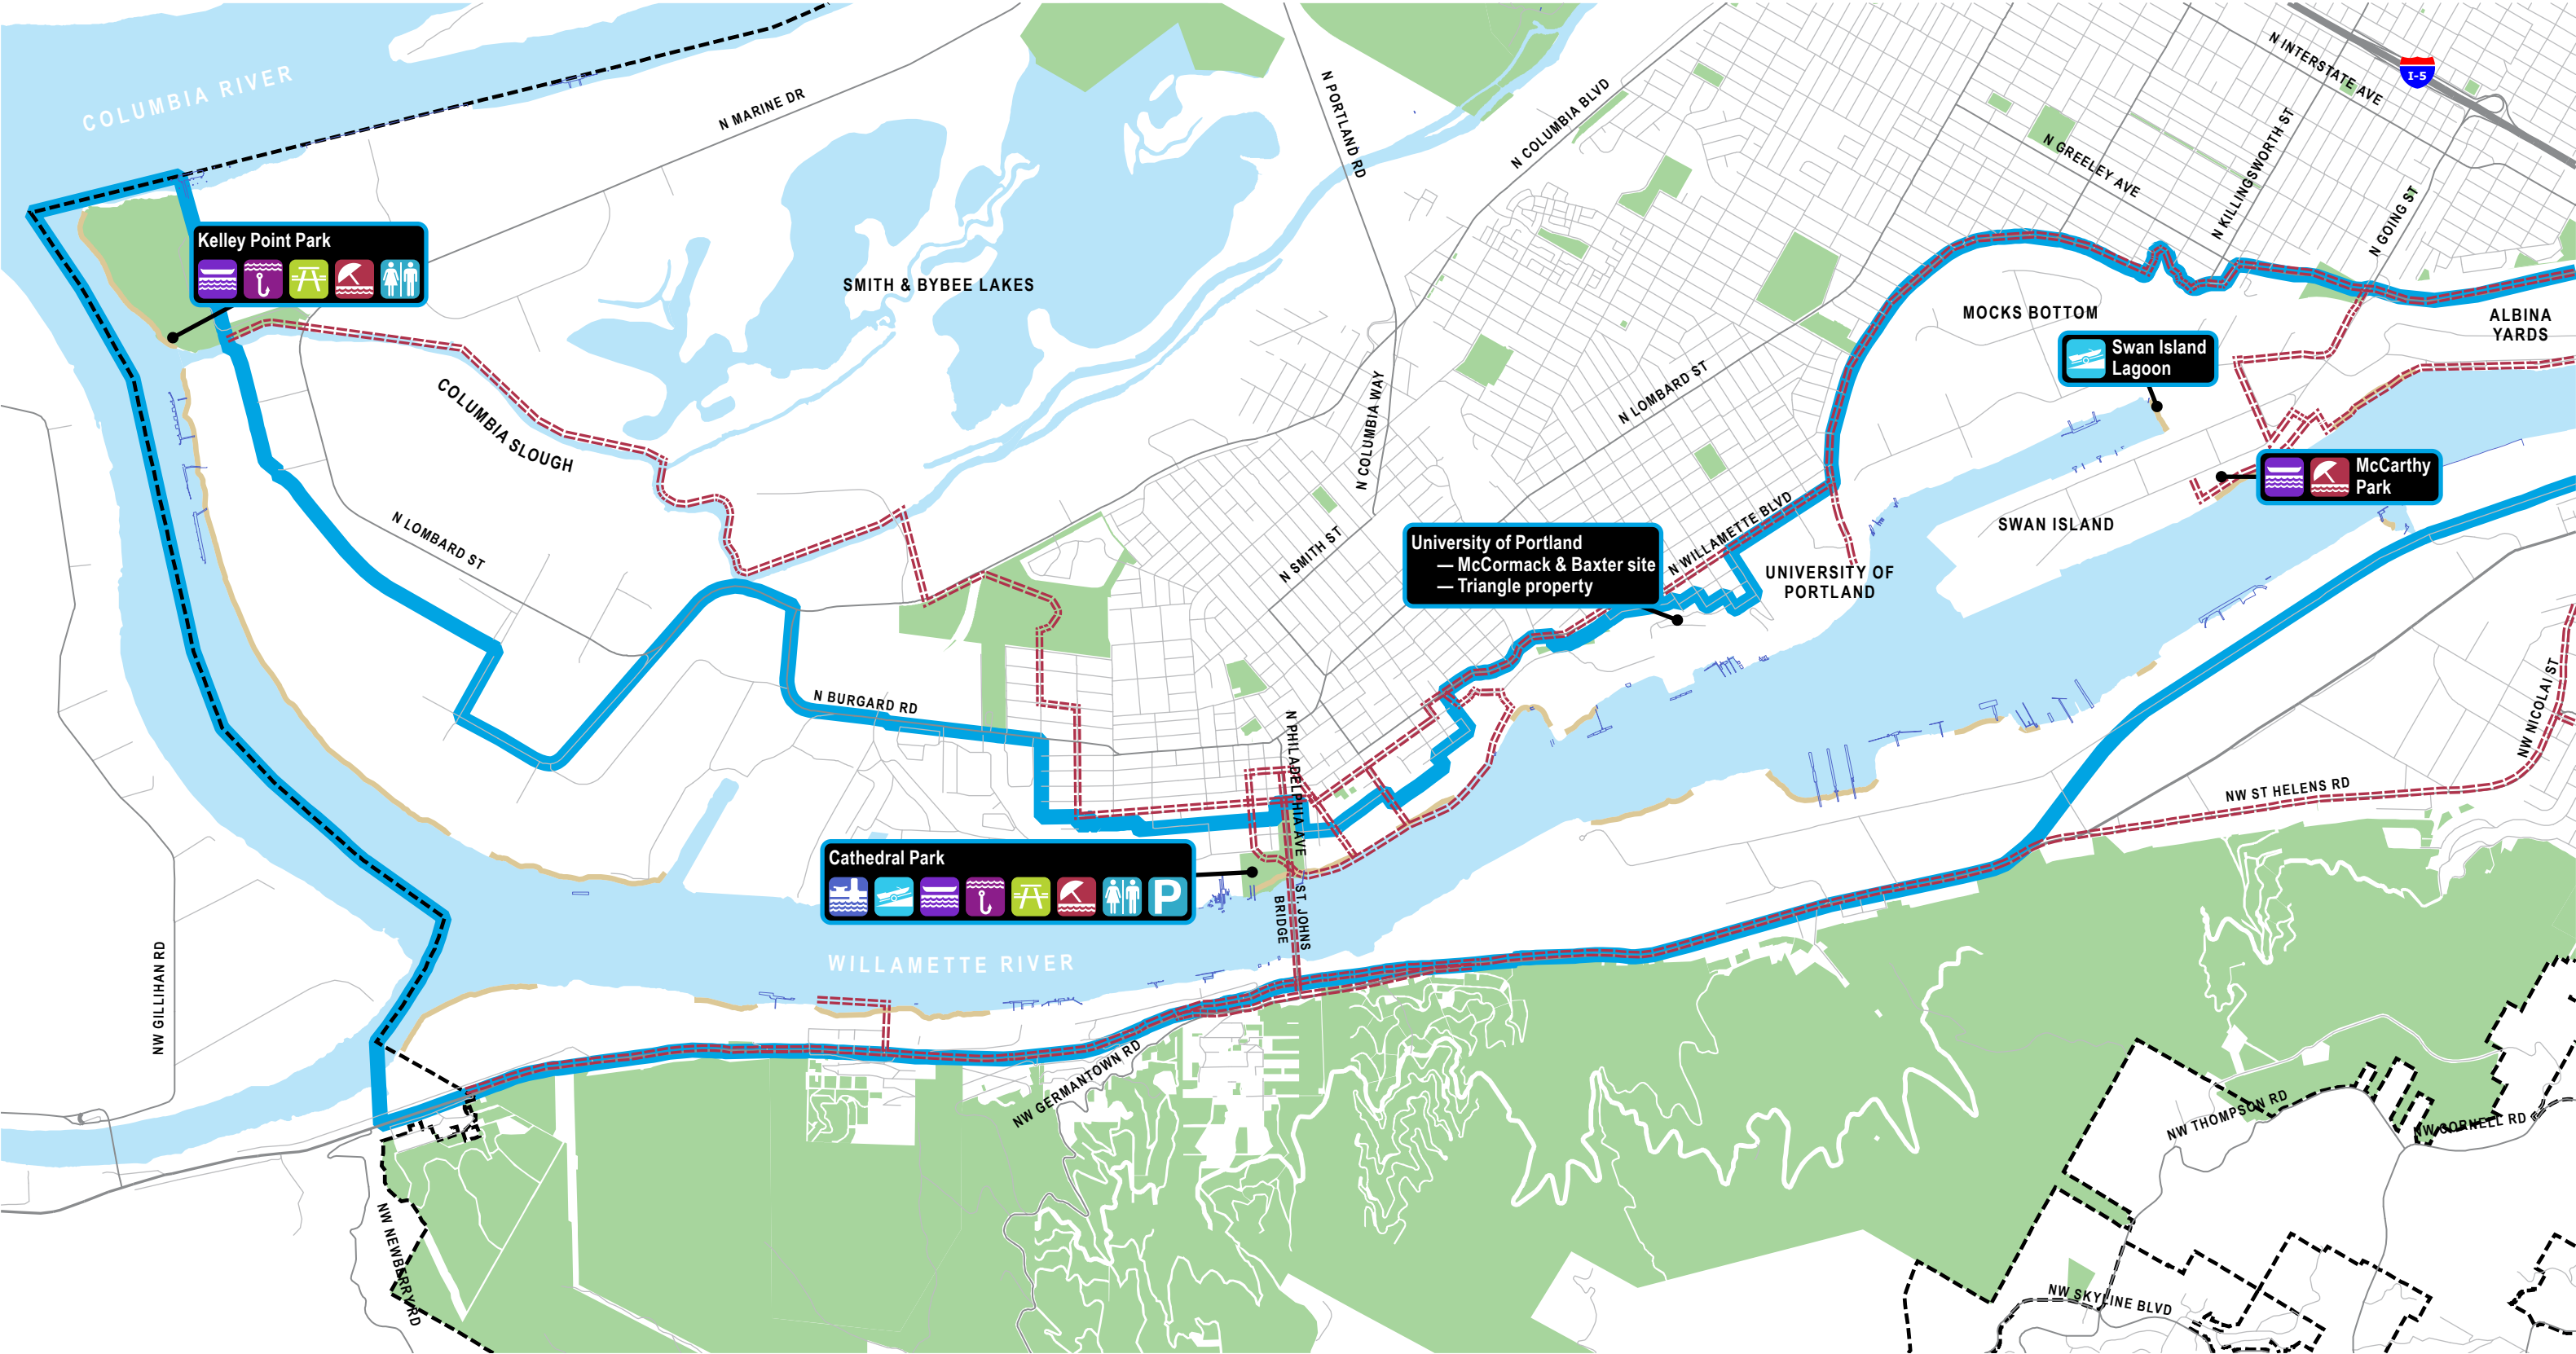 COLUMBIA RIVER
N MARINE DR
N PORTLAND RD
N COLUMBIA BLVD
N INTERSTATE AVE
I-5
N GREELEY AVE
N KILLINGSWORTH ST
N GOING ST
Kelley Point Park
SMITH & BYBEE LAKES
MOCKS BOTTOM
ALBINA
YARDS
Swan Island
Lagoon
COLUMBIA SLOUGH
N COLUMBIA WAY
N LOMBARD ST
McCarthy
Park
N LOMBARD ST
N SMITH ST
N WILLAMETTE BLVD
SWAN ISLAND
University of Portland
— McCormack & Baxter site
— Triangle property
UNIVERSITY OF
PORTLAND
N BURGARD RD
N PHILADELPHIA AVE
NW NICOLAI ST
NW ST HELENS RD
Cathedral Park
P
ST. JOHNS
BRIDGE
WILLAMETTE RIVER
NW GILLIHAN RD
NW GERMANTOWN RD
NW THOMPSON RD
NW CORNELL RD
NW NEWBERRY RD
NW SKYLINE BLVD